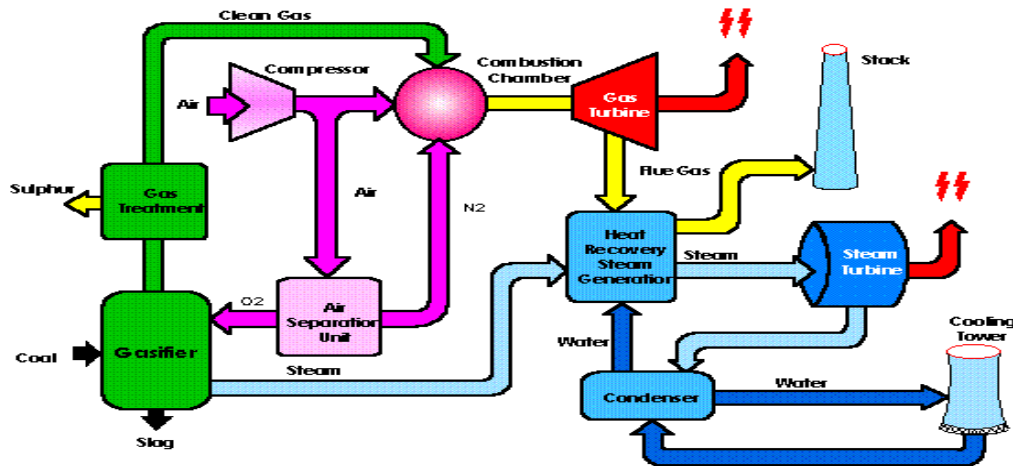 Clean Gas
Compressor
Combustion
Chamber
Stack
Air
Gas
Turbine
Sulphur
Gas
Treatment
Air
N2
Flue Gas
Heat
Recovery
Steam
Generation
Steam
Steam
Turbine
O2
Air
Separation
Unit
Cooling
Tower
Coal
Gasifier
Steam
Water
Condenser
Water
Slag